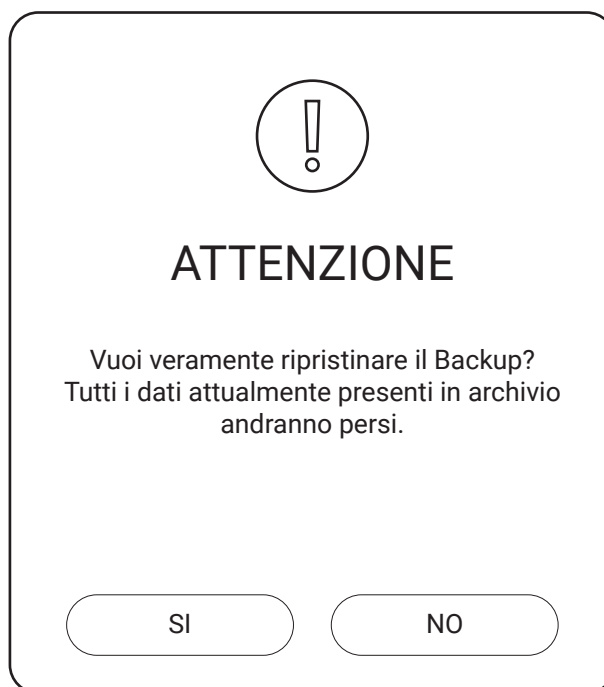 ATTENZIONE
Vuoi veramente ripristinare il Backup?
Tutti i dati attualmente presenti in archivio
andranno persi.
SI
NO